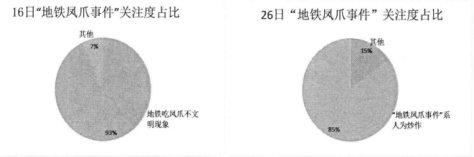 16日“地铁凤爪事件”关注度占比
其他
7%
地铁吃凤爪不文
明现象
93%
26日“地铁凤爪事件”关注度占比
其他
15%
“地铁凤爪事件”系
人为炒作
85%